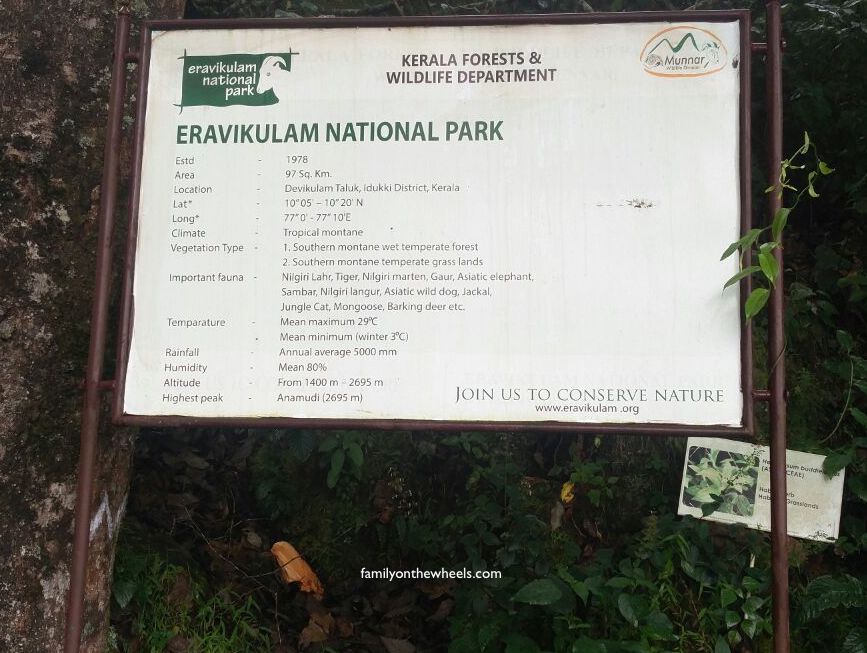 eravikulam
national
park
KERALA FORESTS &
WILDLIFE DEPARTMENT
Munnar
Wildlife Division
ERAVIKULAM NATIONAL PARK
Estd - 1978
Area - 97 Sq. Km.
Location - Devikulam Taluk, Idukki District, Kerala
Lat* - 10°05' – 10°20' N
Long* - 77°0' - 77°10'E
Climate - Tropical montane
Vegetation Type - 1. Southern montane wet temperate forest
2. Southern montane temperate grass lands
Important fauna - Nilgiri Lahr, Tiger, Nilgiri marten, Gaur, Asiatic elephant,
Sambar, Nilgiri langur, Asiatic wild dog, Jackal,
Jungle Cat, Mongoose, Barking deer etc.
Temparature - Mean maximum 29°C
- Mean minimum (winter 3°C)
Rainfall - Annual average 5000 mm
Humidity - Mean 80%
Altitude - From 1400 m – 2695 m
Highest peak - Anamudi (2695 m)
JOIN US TO CONSERVE NATURE
www.eravikulam .org
Grasslands
familyonthewheels.com